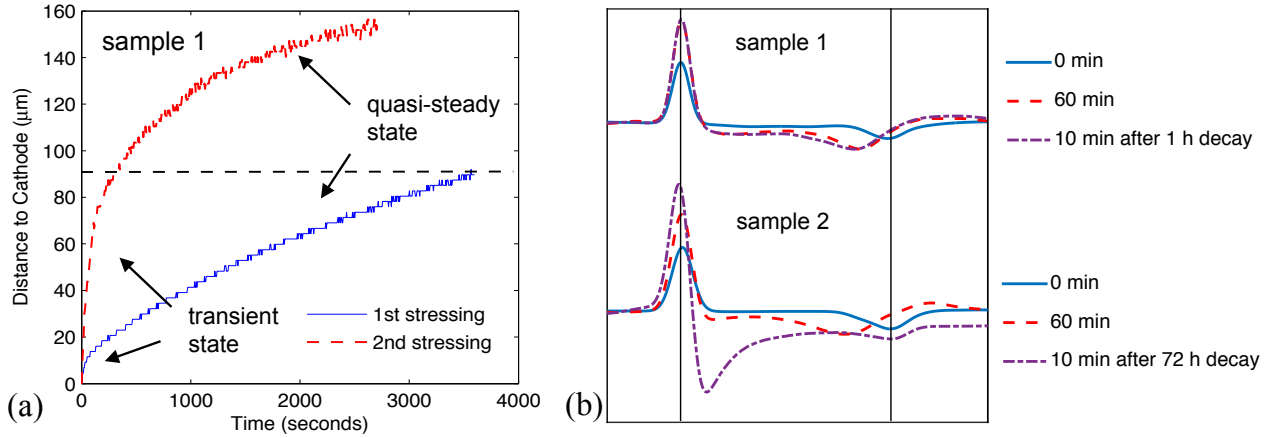 sample 1
160
140
120
100
80
60
40
20
0
Distance to Cathode (μm)
quasi-steady
state
transient
state
1st stressing
2nd stressing
0
1000
2000
3000
4000
Time (seconds)
(a)
sample 1
0 min
60 min
10 min after 1 h decay
sample 2
0 min
60 min
10 min after 72 h decay
(b)